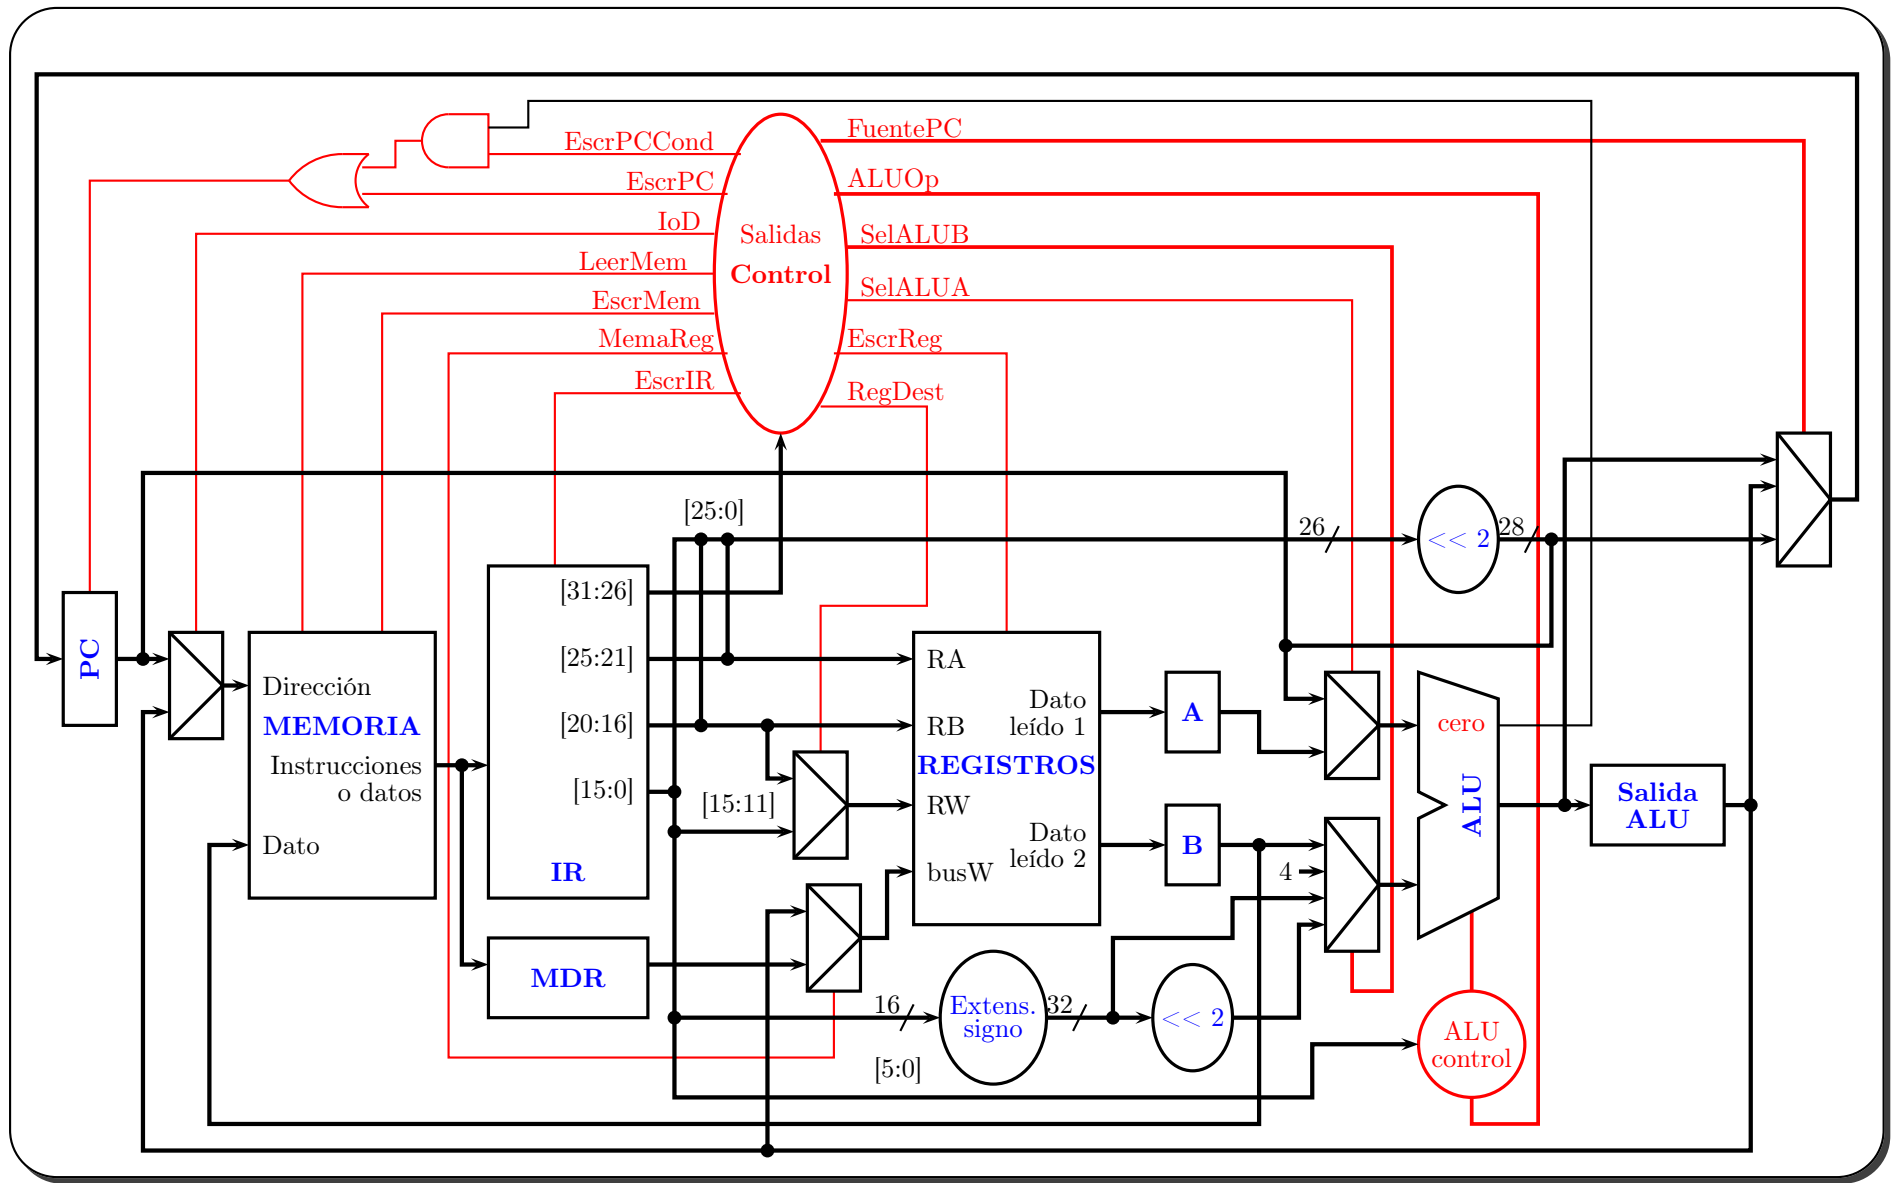 FuentePC
EscrPCCond
EscrPC
ALUOp
IoD
Salidas
SelALUB
LeerMem
Control
SelALUA
EscrMem
MemaReg
EscrReg
EscrIR
RegDest
[25:0]
26
<< 2
28
[31:26]
PC
[25:21]
RA
Dirección
Dato
leído 1
A
MEMORIA
[20:16]
RB
cero
Instrucciones
o datos
REGISTROS
[15:0]
[15:11]
RW
ALU
Salida
ALU
Dato
leído 2
B
Dato
IR
busW
4
MDR
16
Extens.
signo
32
<< 2
ALU
control
[5:0]